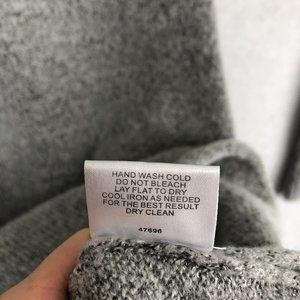 HAND WASH COLD
DO NOT BLEACH
LAY FLAT TO DRY
COOL IRON AS NEEDED
FOR THE BEST RESULT
DRY CLEAN
47696